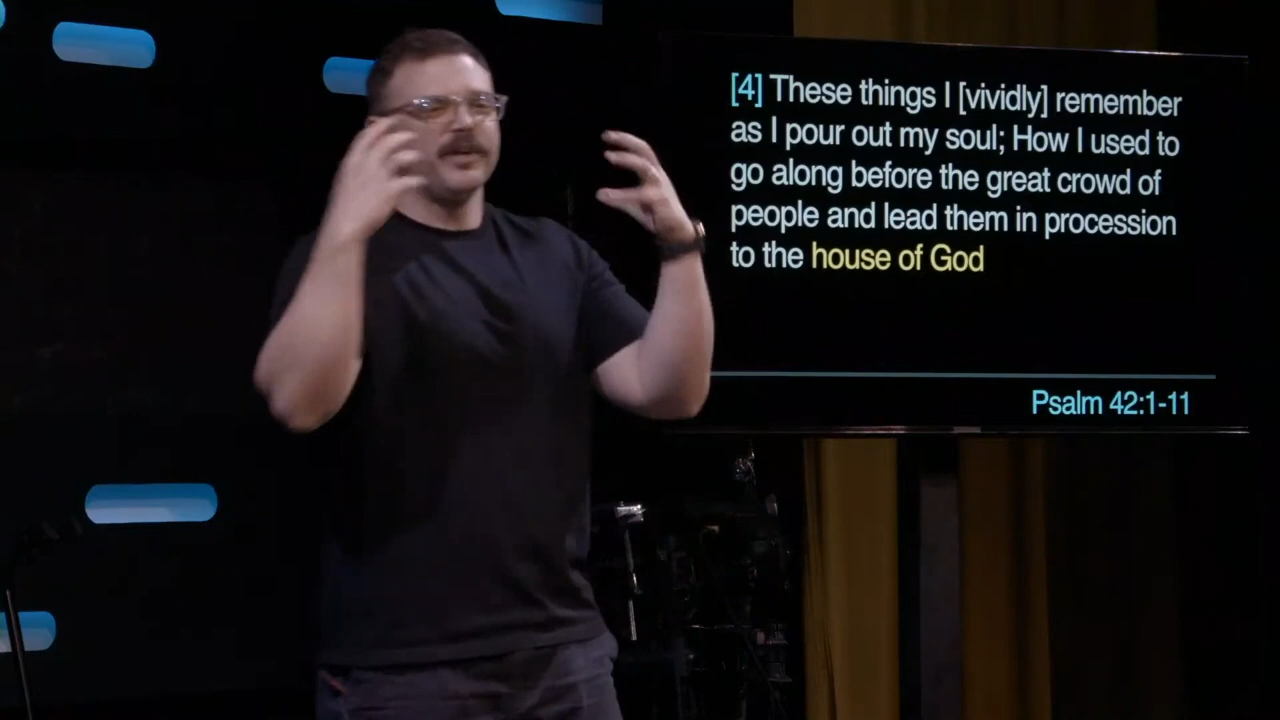 [4] These things I [vividly] remember
as I pour out my soul; How I used to
go along before the great crowd of
people and lead them in procession
to the house of God
Psalm 42:1-11